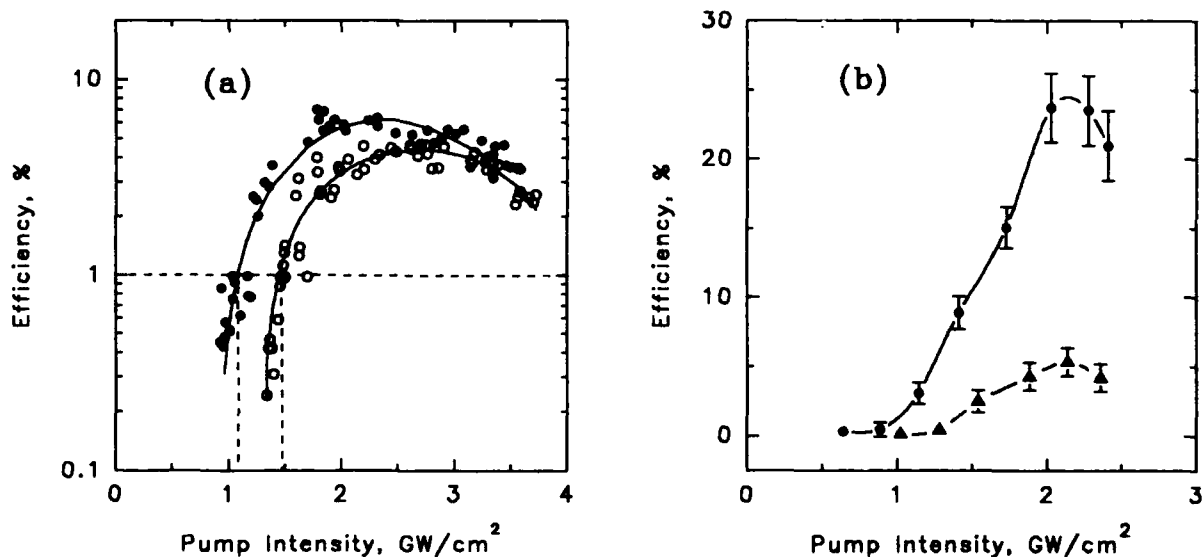 (a)
Efficiency, %
10
1
0.1
0 1 2 3 4
Pump Intensity, GW/cm²
(b)
Efficiency, %
30
20
10
0
0 1 2 3
Pump Intensity, GW/cm²